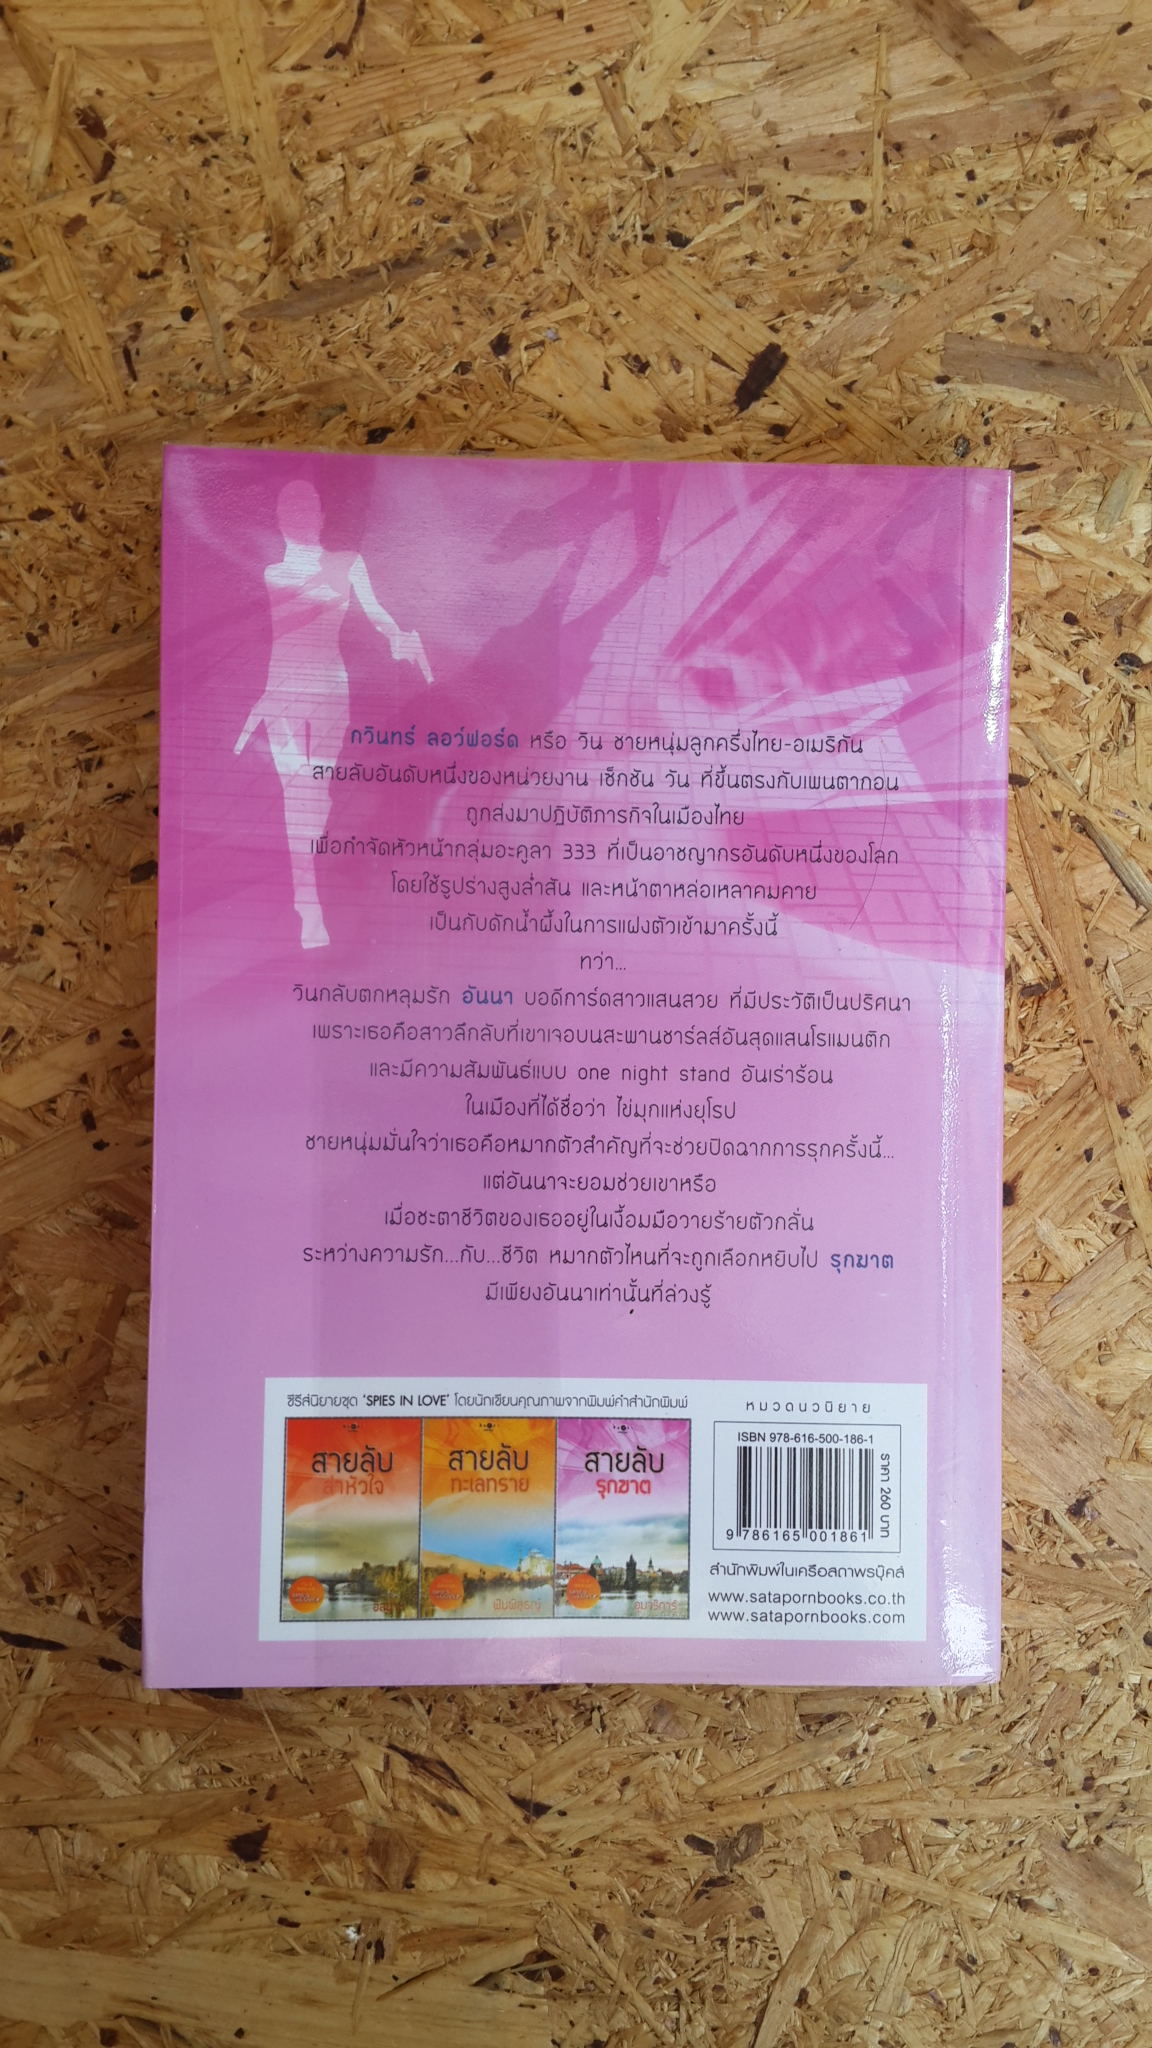 กวินทร์ ลอว์ฟอร์ด หรือ วิน ชายหนุ่มลูกครึ่งไทย-อเมริกัน
สายลับอันดับหนึ่งของหน่วยงาน เซ็กชัน วัน ที่ขึ้นตรงกับเพนตากอน
ถูกส่งมาปฏิบัติภารกิจในเมืองไทย
เพื่อกำจัดหัวหน้ากลุ่มอะคูลา 333 ที่เป็นอาชญากรอันดับหนึ่งของโลก
โดยใช้รูปร่างสูงล่ำสัน และหน้าตาหล่อเหลาคมคาย
เป็นกับดักน้ำผึ้งในการแฝงตัวเข้ามาครั้งนี้
ทว่า...
วินกลับตกหลุมรัก อันนา บอดีการ์ดสาวแสนสวย ที่มีประวัติเป็นปริศนา
เพราะเธอคือสาวลึกลับที่เขาเจอบนสะพานชาร์ลส์อันสุดแสนโรแมนติก
และมีความสัมพันธ์แบบ one night stand อันเร่าร้อน
ในเมืองที่ได้ชื่อว่า ไข่มุกแห่งยุโรป
ชายหนุ่มมั่นใจว่าเธอคือหมากตัวสำคัญที่จะช่วยปิดฉากการรุกครั้งนี้...
แต่อันนาจะยอมช่วยเขาหรือ
เมื่อชะตาชีวิตของเธออยู่ในเงื้อมมือวายร้ายตัวกลั่น
ระหว่างความรัก...กับ...ชีวิต หมากตัวไหนที่จะถูกเลือกหยิบไป รุกฆาต
มีเพียงอันนาเท่านั้นที่ล่วงรู้
ซีรีส์นิยายชุด 'SPIES IN LOVE' โดยนักเขียนคุณภาพจากพิมพ์คำสำนักพิมพ์
สายลับ
ล่าหัวใจ
สายลับ
ทะเลทราย
พิมพ์สุรณ์
สายลับ
รุกฆาต
อุมาริการ์
หมวดนวนิยาย
ISBN 978-616-500-186-1
9 786165 001861
ราคา 260 บาท
สำนักพิมพ์ในเครือสถาพรบุ๊คส์
www.satapornbooks.co.th
www.satapornbooks.com